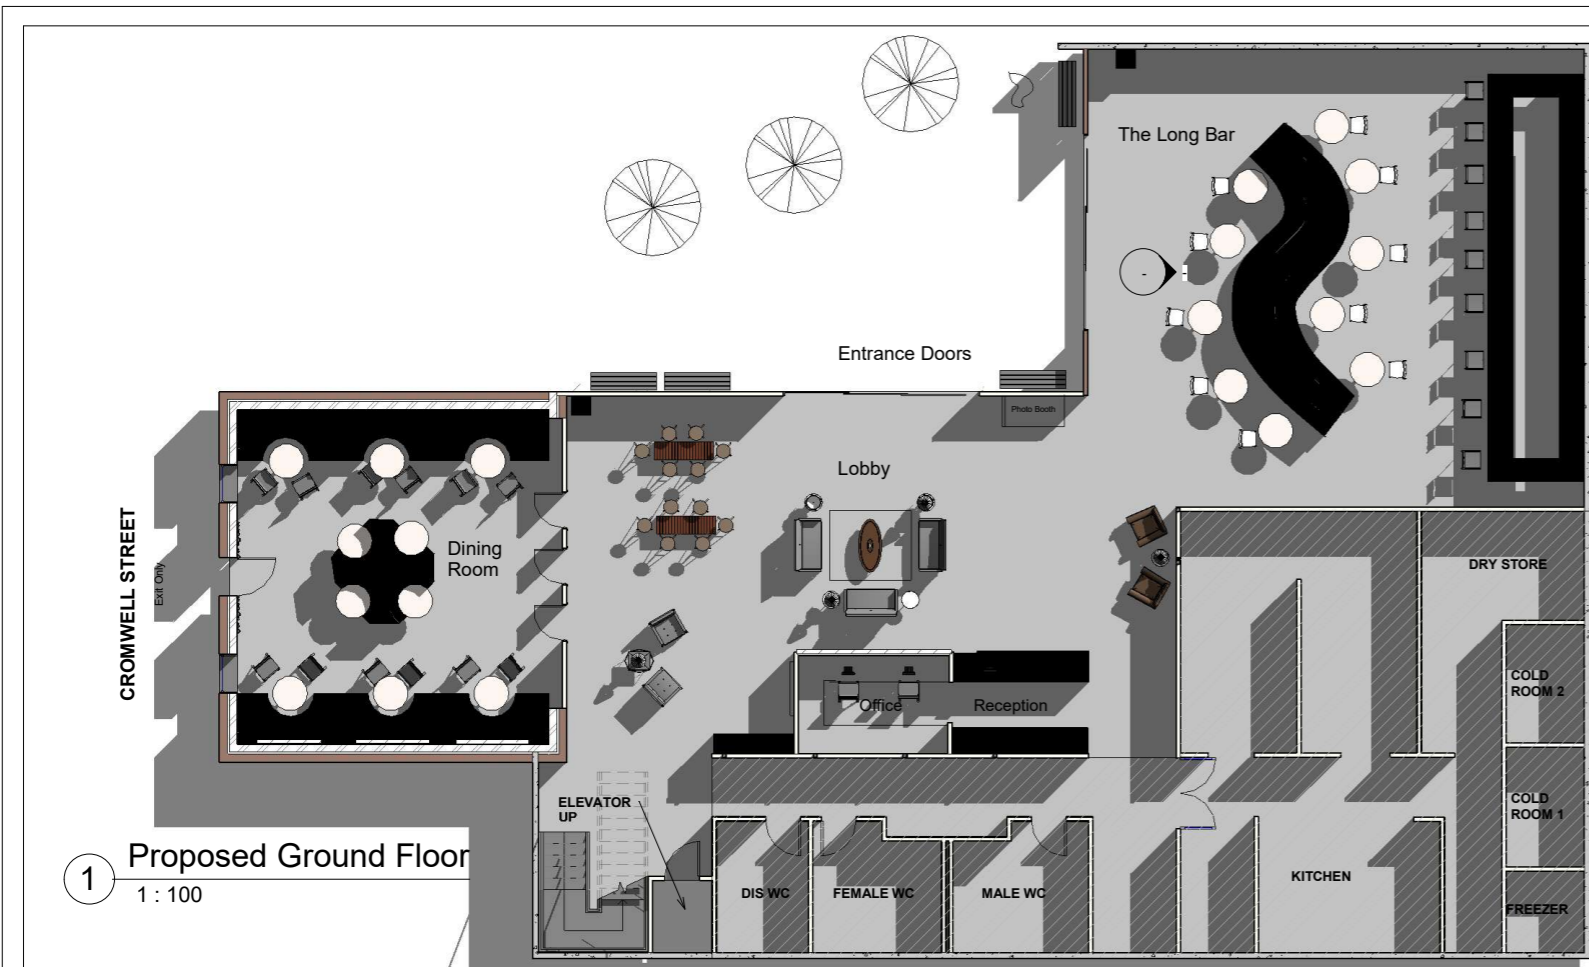 The Long Bar
Entrance Doors
Photo Booth
Lobby
CROMWELL STREET
Exit Only
Dining
Room
DRY STORE
COLD
ROOM 2
Office
Reception
ELEVATOR
UP
COLD
ROOM 1
1
Proposed Ground Floor
1 : 100
DIS WC
FEMALE WC
MALE WC
KITCHEN
FREEZER